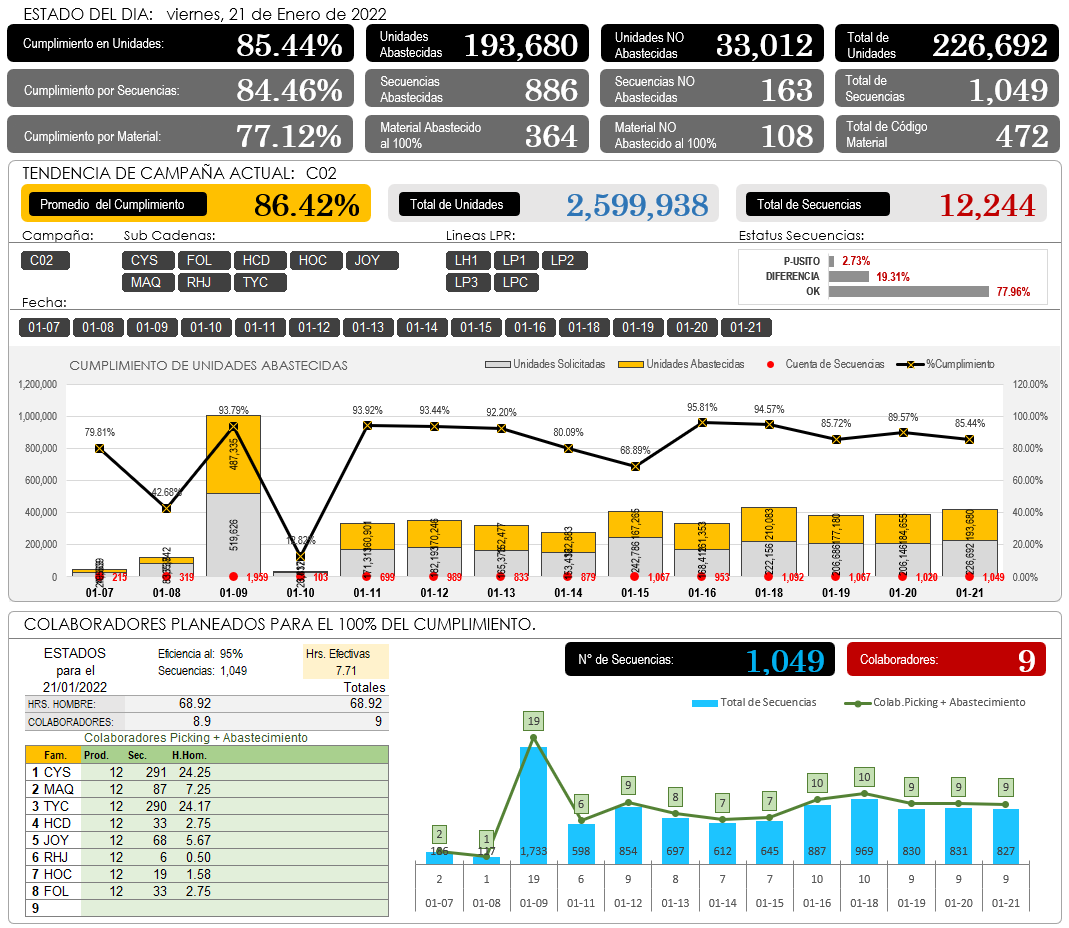 ESTADO DEL DIA: viernes, 21 de Enero de 2022
Cumplimiento en Unidades: 85.44%
Unidades Abastecidas 193,680
Unidades NO Abastecidas 33,012
Total de Unidades 226,692
Cumplimiento por Secuencias: 84.46%
Secuencias Abastecidas 886
Secuencias NO Abastecidas 163
Total de Secuencias 1,049
Cumplimiento por Material: 77.12%
Material Abastecido al 100% 364
Material NO Abastecido al 100% 108
Total de Código Material 472
TENDENCIA DE CAMPAÑA ACTUAL: C02
Promedio del Cumplimiento 86.42%
Total de Unidades 2,599,938
Total de Secuencias 12,244
Campaña: Sub Cadenas: Lineas LPR: Estatus Secuencias:
C02 CYS FOL HCD HOC JOY LH1 LP1 LP2
MAQ RHJ TYC LP3 LPC
P-USITO 2.73%
DIFERENCIA 19.31%
OK 77.96%
Fecha:
01-07 01-08 01-09 01-10 01-11 01-12 01-13 01-14 01-15 01-16 01-18 01-19 01-20 01-21
CUMPLIMIENTO DE UNIDADES ABASTECIDAS
Unidades Solicitadas Unidades Abastecidas Cuenta de Secuencias %Cumplimiento
1,200,000 120.00%
1,000,000 100.00%
800,000 80.00%
600,000 60.00%
400,000 40.00%
200,000 20.00%
0 0.00%
79.81% 42.68% 93.79% 93.92% 93.44% 92.20% 80.09% 68.89% 95.81% 94.57% 85.72% 89.57% 85.44%
487,335 167,265 210,083 177,180 184,655 193,680
519,626 242,786 222,156 226,692
215 319 1,959 103 699 989 833 879 1,067 953 1,092 1,067 1,020 1,049
01-07 01-08 01-09 01-10 01-11 01-12 01-13 01-14 01-15 01-16 01-18 01-19 01-20 01-21
COLABORADORES PLANEADOS PARA EL 100% DEL CUMPLIMIENTO.
ESTADOS para el 21/01/2022
Eficiencia al: 95%
Secuencias: 1,049
Hrs. Efectivas
7.71
Totales
HRS. HOMBRE: 68.92 68.92
COLABORADORES: 8.9 9
Colaboradores Picking + Abastecimiento
Fam. Prod. Sec. H.Hom.
1 CYS 12 291 24.25
2 MAQ 12 87 7.25
3 TYC 12 290 24.17
4 HCD 12 33 2.75
5 JOY 12 68 5.67
6 RHJ 12 6 0.50
7 HOC 12 19 1.58
8 FOL 12 33 2.75
9
N° de Secuencias: 1,049
Colaboradores: 9
Total de Secuencias Colab.Picking + Abastecimiento
2 1 19 6 9 8 7 7 10 10 9 9 9
1,733 598 854 697 612 645 887 969 830 831 827
2 1 19 6 9 8 7 7 10 10 9 9 9
01-07 01-08 01-09 01-11 01-12 01-13 01-14 01-15 01-16 01-18 01-19 01-20 01-21